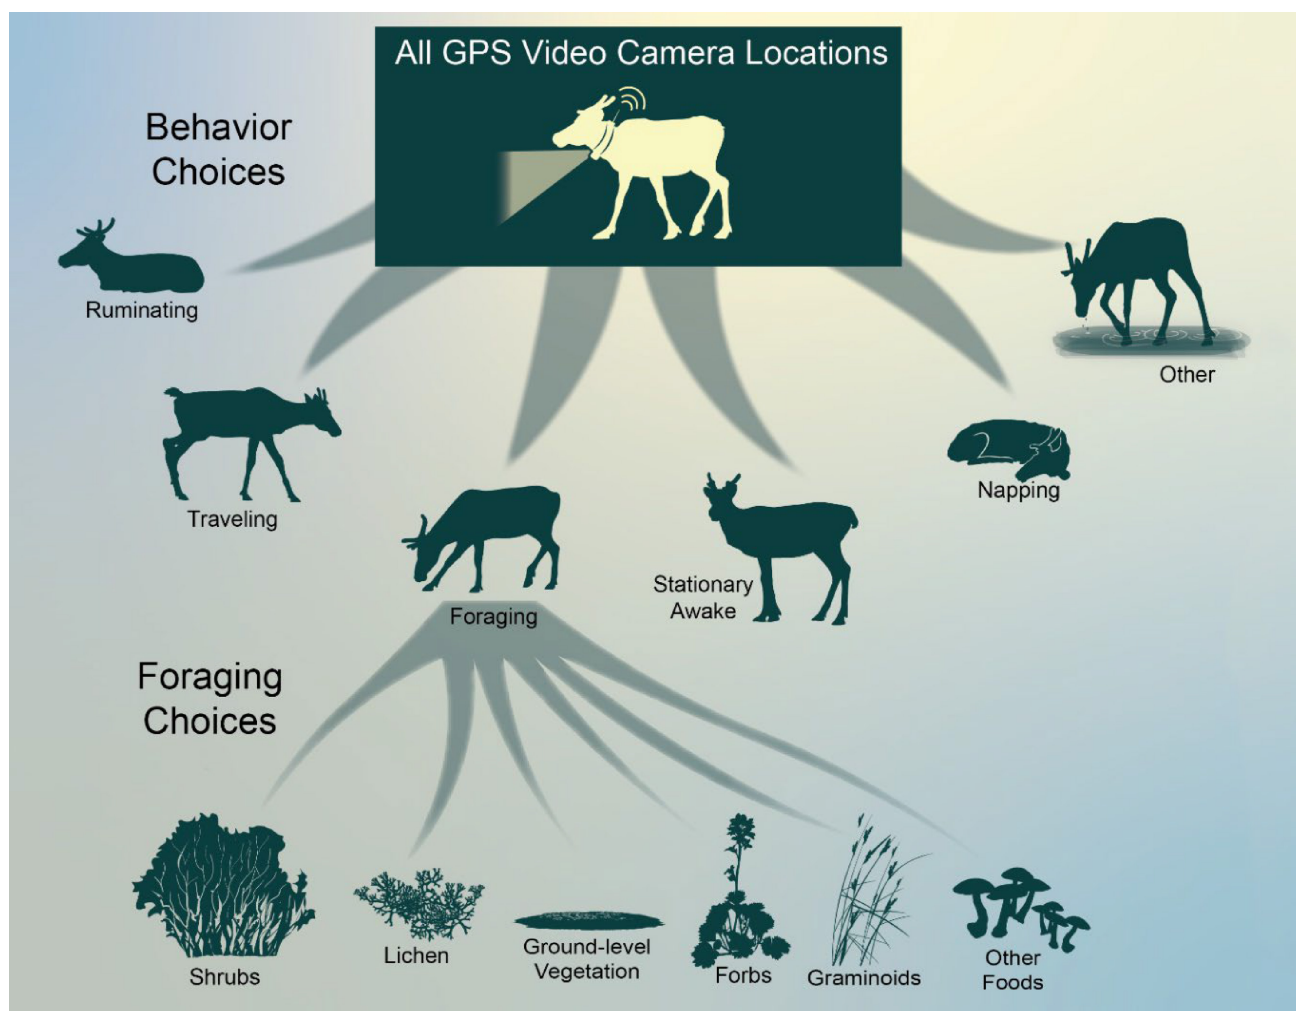 All GPS Video Camera Locations
Behavior
Choices
Ruminating
Other
Traveling
Napping
Stationary
Awake
Foraging
Foraging
Choices
Shrubs
Lichen
Ground-level
Vegetation
Forbs
Graminoids
Other
Foods